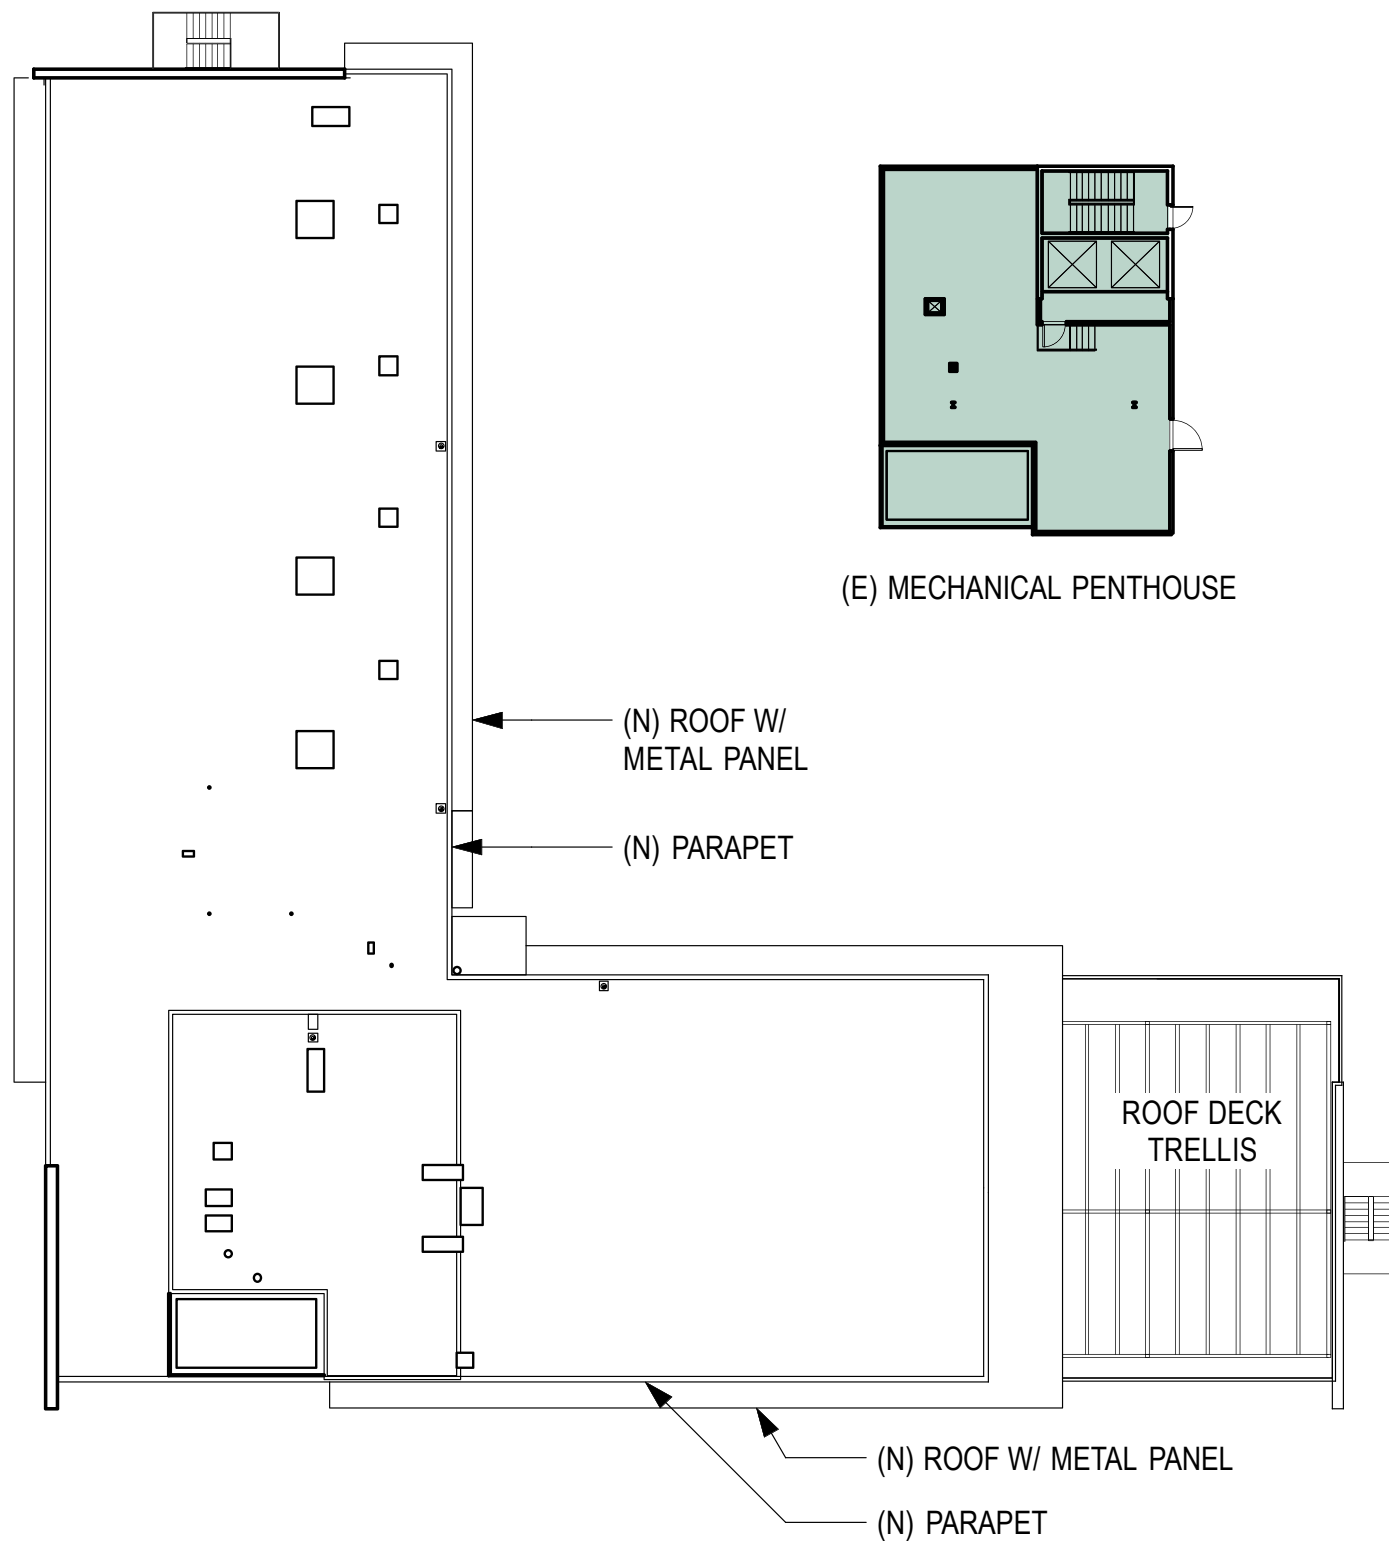 (E) MECHANICAL PENTHOUSE
(N) ROOF W/
METAL PANEL
(N) PARAPET
ROOF DECK
TRELLIS
(N) ROOF W/ METAL PANEL
(N) PARAPET